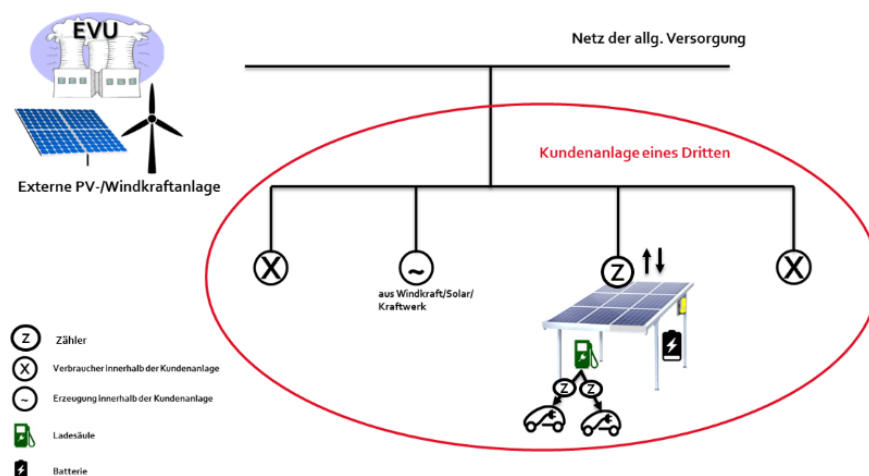 EVU
Netz der allg. Versorgung
Kundenanlage eines Dritten
Externe PV-/Windkraftanlage
X
~
Z
X
aus Windkraft/Solar/
Kraftwerk
Z
Z
Z Zähler
X Verbraucher innerhalb der Kundenanlage
~ Erzeugung innerhalb der Kundenanlage
Ladesäule
Batterie